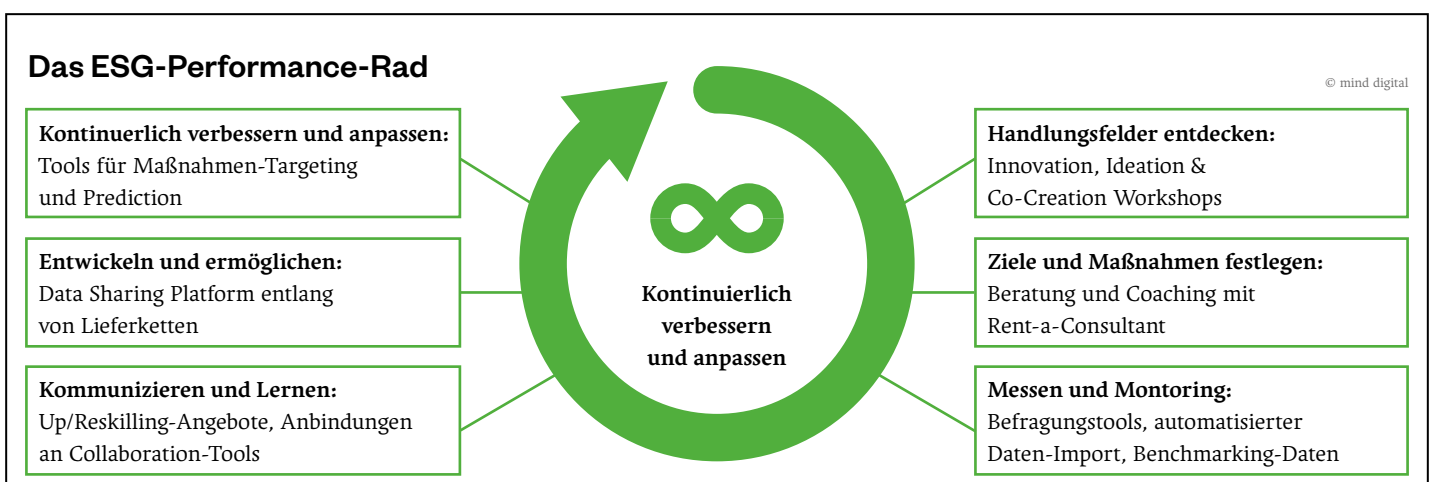 Das ESG-Performance-Rad
© mind digital
Kontinuerlich verbessern und anpassen:
Tools für Maßnahmen-Targeting
und Prediction
Entwickeln und ermöglichen:
Data Sharing Platform entlang
von Lieferketten
Kommunizieren und Lernen:
Up/Reskilling-Angebote, Anbindungen
an Collaboration-Tools
Kontinuierlich
verbessern
und anpassen
Handlungsfelder entdecken:
Innovation, Ideation &
Co-Creation Workshops
Ziele und Maßnahmen festlegen:
Beratung und Coaching mit
Rent-a-Consultant
Messen und Montoring:
Befragungstools, automatisierter
Daten-Import, Benchmarking-Daten